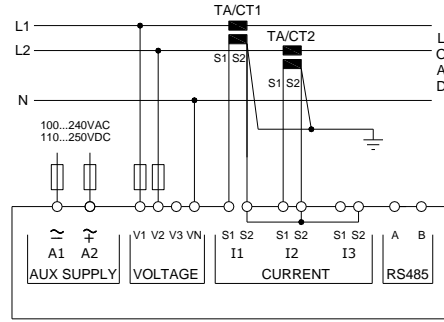 TA/CT1
L1
TA/CT2
L2
S1 S2
S1 S2
LOAD
N
100...240VAC
110...250VDC
V1 V2 V3 VN S1 S2 S1 S2 S1 S2 A B
A1 A2 I1 I2 I3
AUX SUPPLY VOLTAGE CURRENT RS485